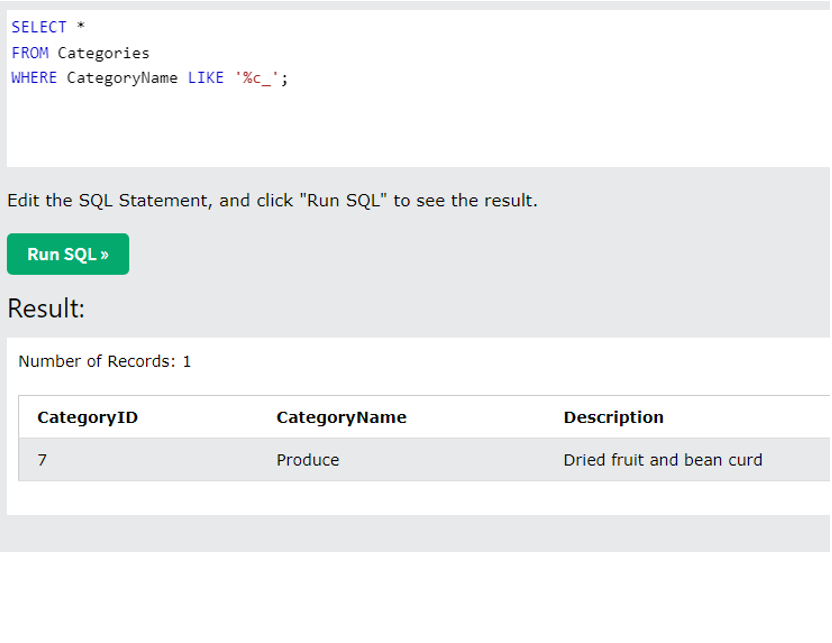 SELECT *
FROM Categories
WHERE CategoryName LIKE '%c_';
Edit the SQL Statement, and click "Run SQL" to see the result.
Run SQL »
Result:
Number of Records: 1
CategoryID CategoryName Description
7 Produce Dried fruit and bean curd